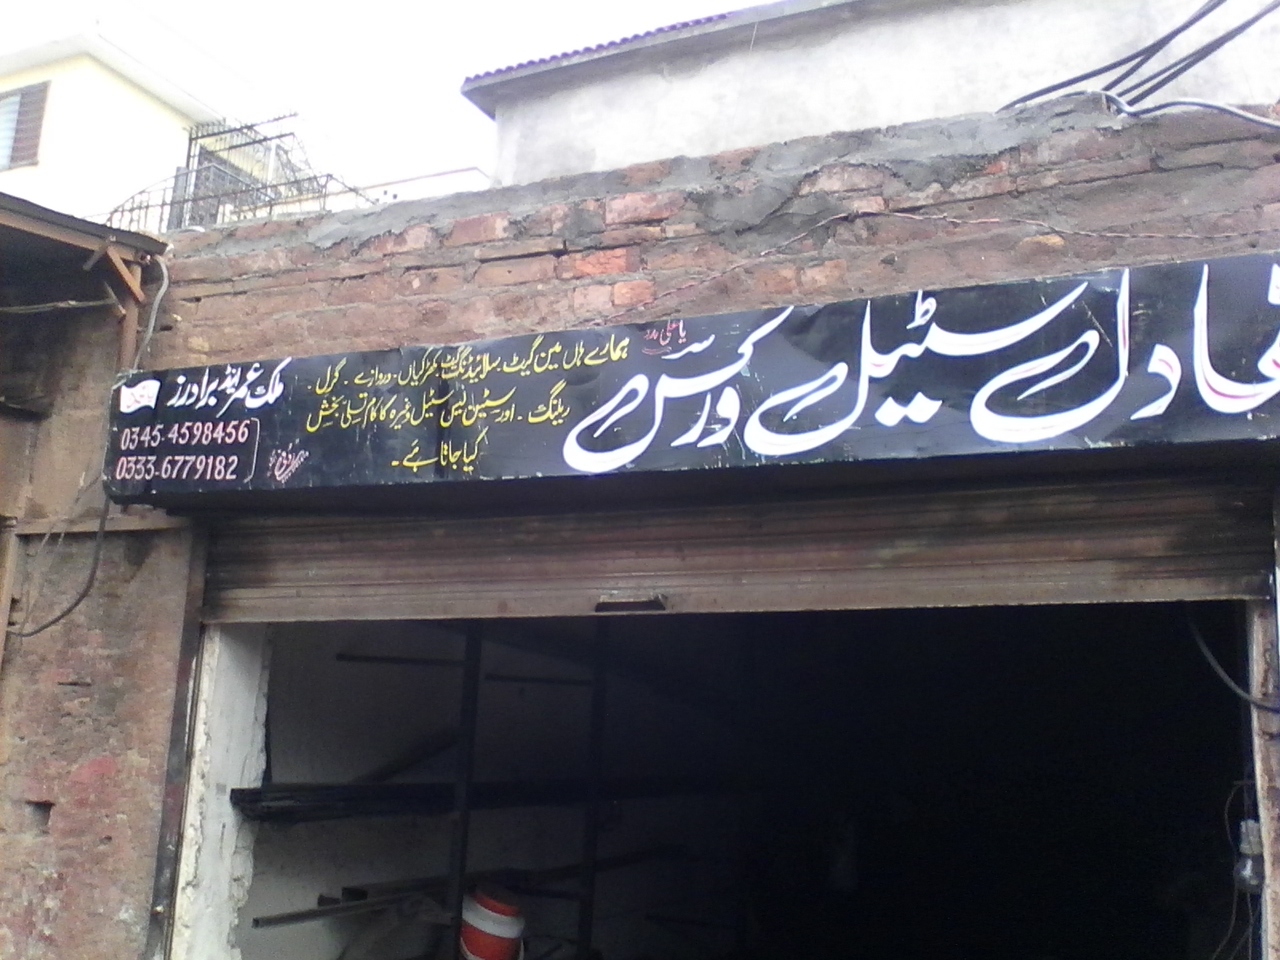 یا علی مدد
عادل سٹیل ورکس
ہمارے ہاں مین گیٹ۔ سلائیڈنگ گیٹ کھڑکیاں۔ دروازے۔ گرل۔
ریلنگ۔ اور سٹین لیس سٹیل وغیرہ کا کام تسلی بخش
کیا جاتا ہے۔
ملک عمر اینڈ برادرز
0345-4598456
0333-6779182